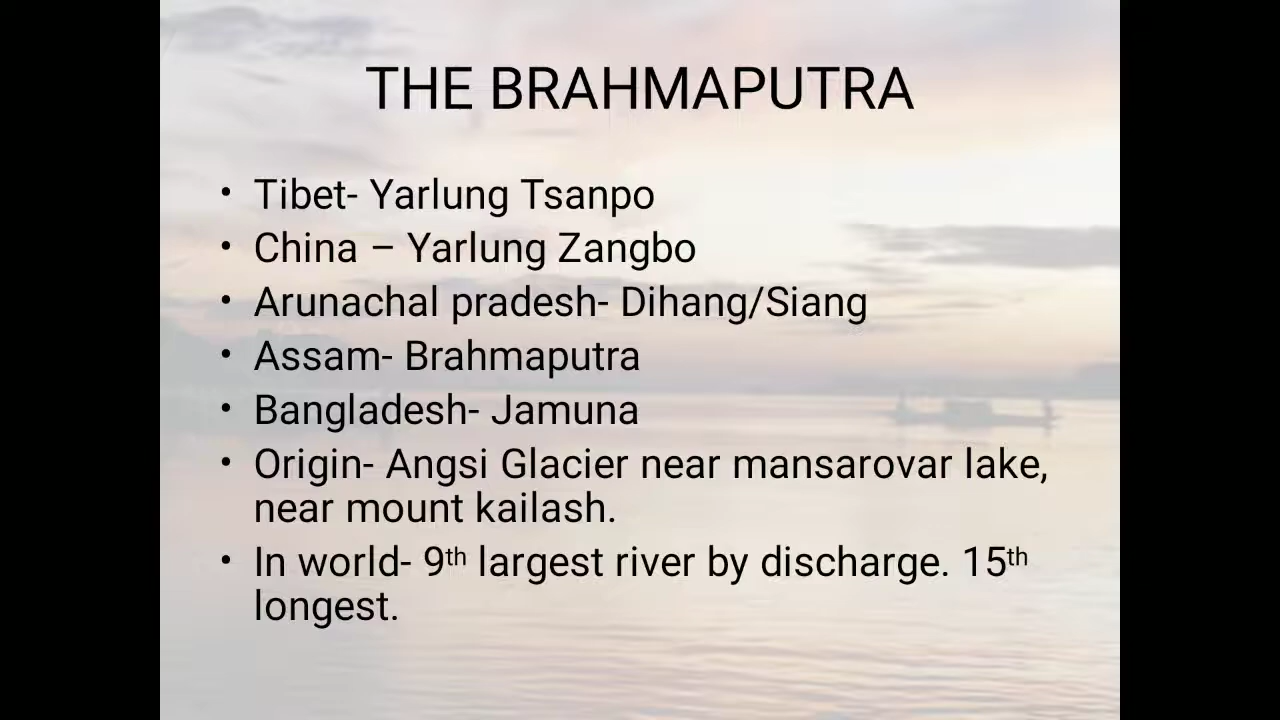 THE BRAHMAPUTRA
• Tibet- Yarlung Tsanpo
• China – Yarlung Zangbo
• Arunachal pradesh- Dihang/Siang
• Assam- Brahmaputra
• Bangladesh- Jamuna
• Origin- Angsi Glacier near mansarovar lake,
near mount kailash.
• In world- 9th largest river by discharge. 15th
longest.